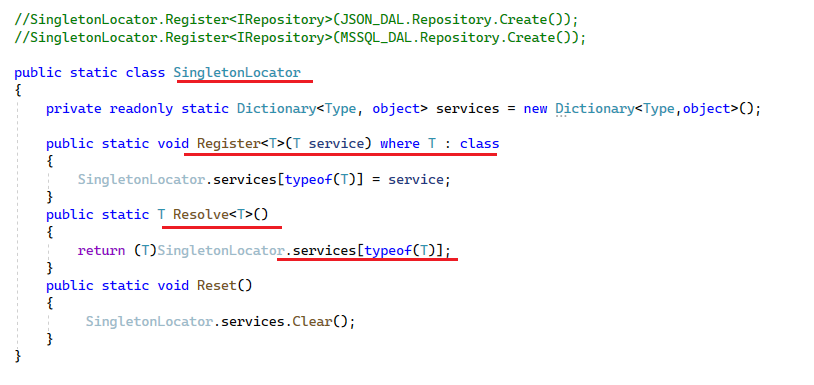 //SingletonLocator.Register<IRepository>(JSON_DAL.Repository.Create());
//SingletonLocator.Register<IRepository>(MSSQL_DAL.Repository.Create());
public static class SingletonLocator
{
private readonly static Dictionary<Type, object> services = new Dictionary<Type,object>();
public static void Register<T>(T service) where T : class
{
SingletonLocator.services[typeof(T)] = service;
}
public static T Resolve<T>()
{
return (T)SingletonLocator.services[typeof(T)];
}
public static void Reset()
{
SingletonLocator.services.Clear();
}
}